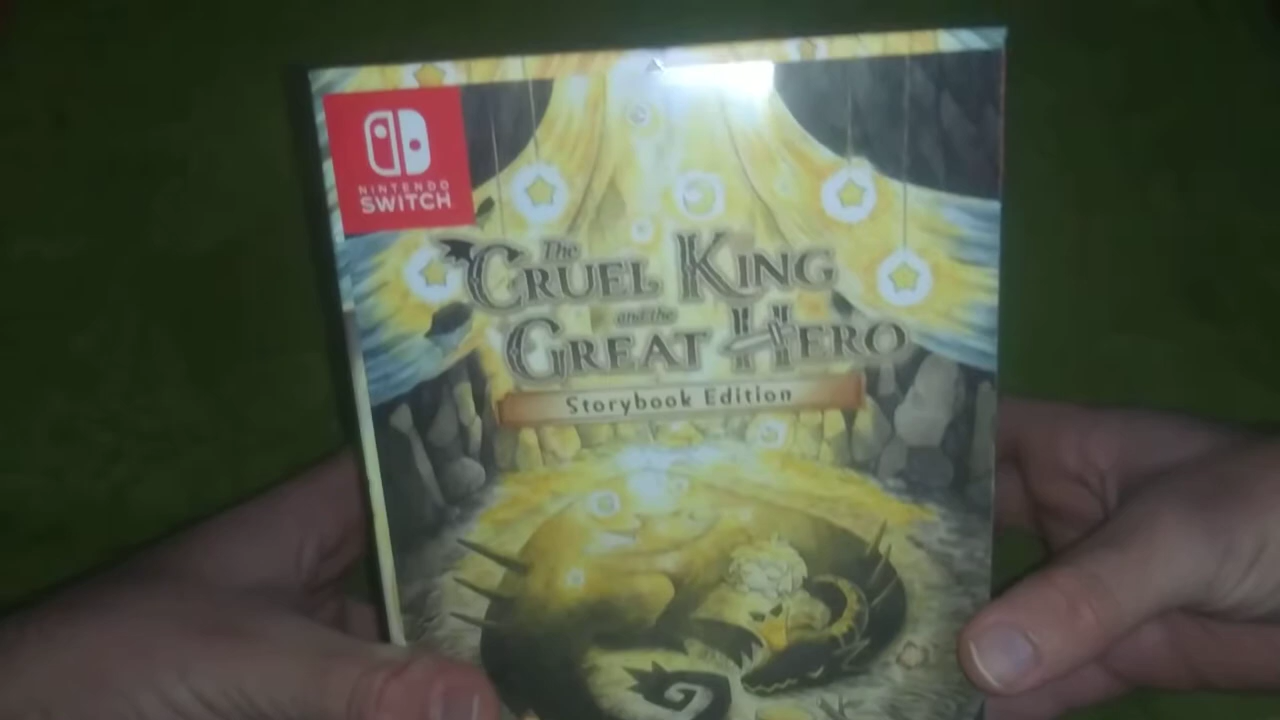 NINTENDO
SWITCH
The
CRUEL KING
and the
GREAT HERO
Storybook Edition